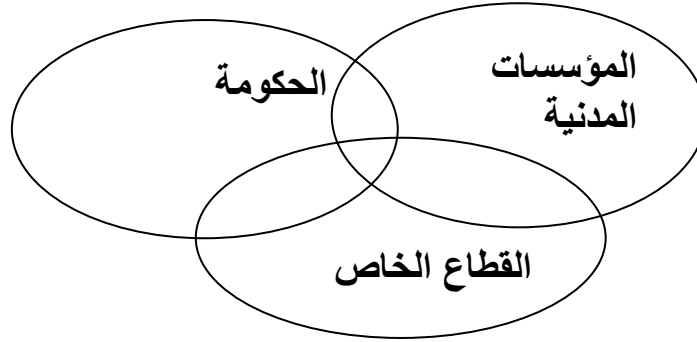 المؤسسات
المدنية
الحكومة
القطاع الخاص